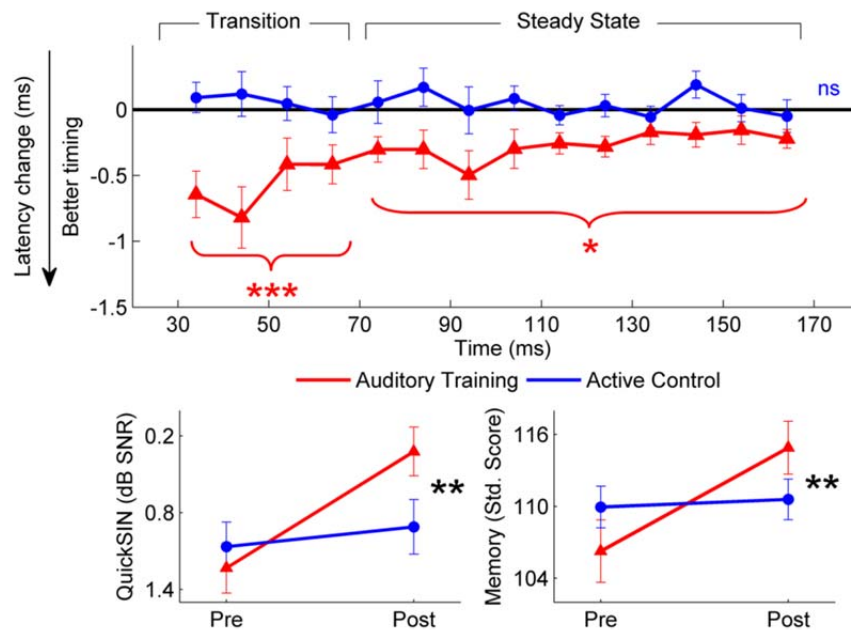 Transition
Steady State
Latency change (ms)
Better timing
0
-0.5
-1
-1.5
ns
***
*
30 50 70 90 110 130 150 170
Time (ms)
Auditory Training Active Control
QuickSIN (dB SNR)
0.2
0.8
1.4
**
Pre Post
Memory (Std. Score)
116
110
104
**
Pre Post